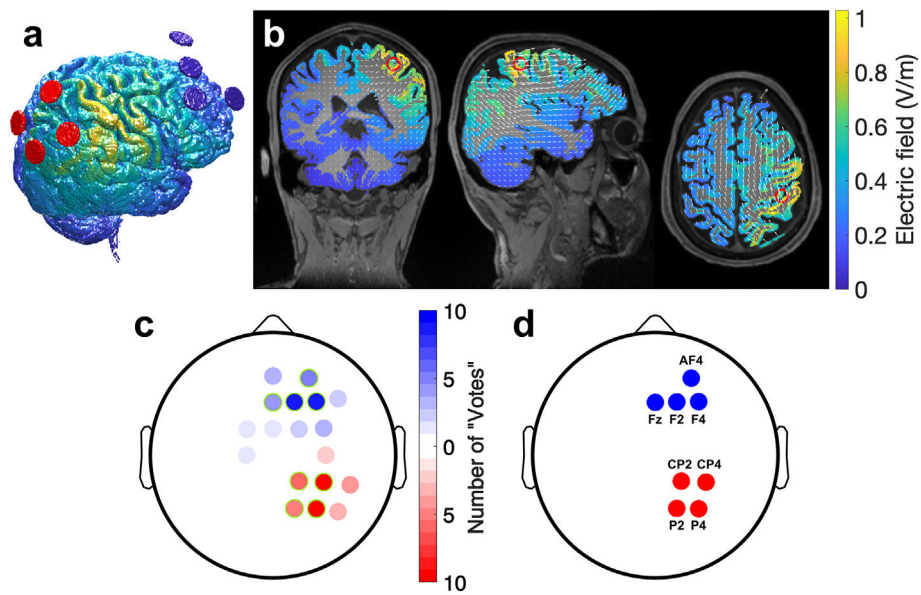 a
b
1
0.8
0.6
0.4
0.2
0
Electric field (V/m)
c
10
5
0
5
10
Number of "Votes"
d
AF4
Fz F2 F4
CP2 CP4
P2 P4